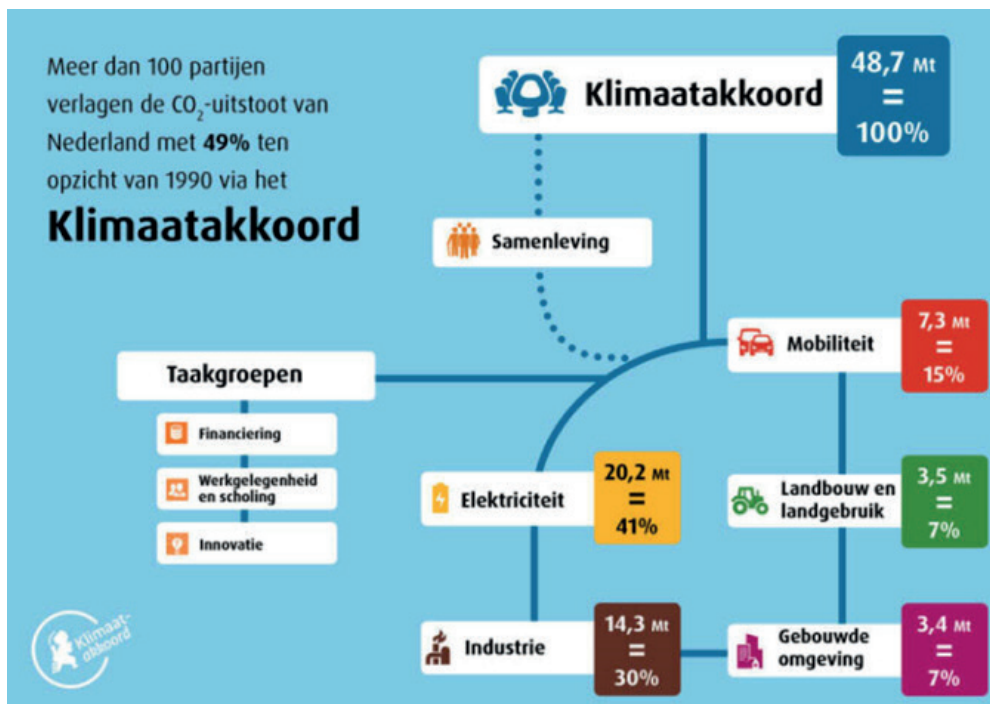 Meer dan 100 partijen
verlagen de CO₂-uitstoot van
Nederland met 49% ten
opzicht van 1990 via het
Klimaatakkoord
Klimaatakkoord
48,7 Mt
=
100%
Samenleving
Mobiliteit
7,3 Mt
=
15%
Taakgroepen
Financiering
Werkgelegenheid
en scholing
Innovatie
Elektriciteit
20,2 Mt
=
41%
Landbouw en
landgebruik
3,5 Mt
=
7%
Industrie
14,3 Mt
=
30%
Gebouwde
omgeving
3,4 Mt
=
7%
Klimaat-
akkoord